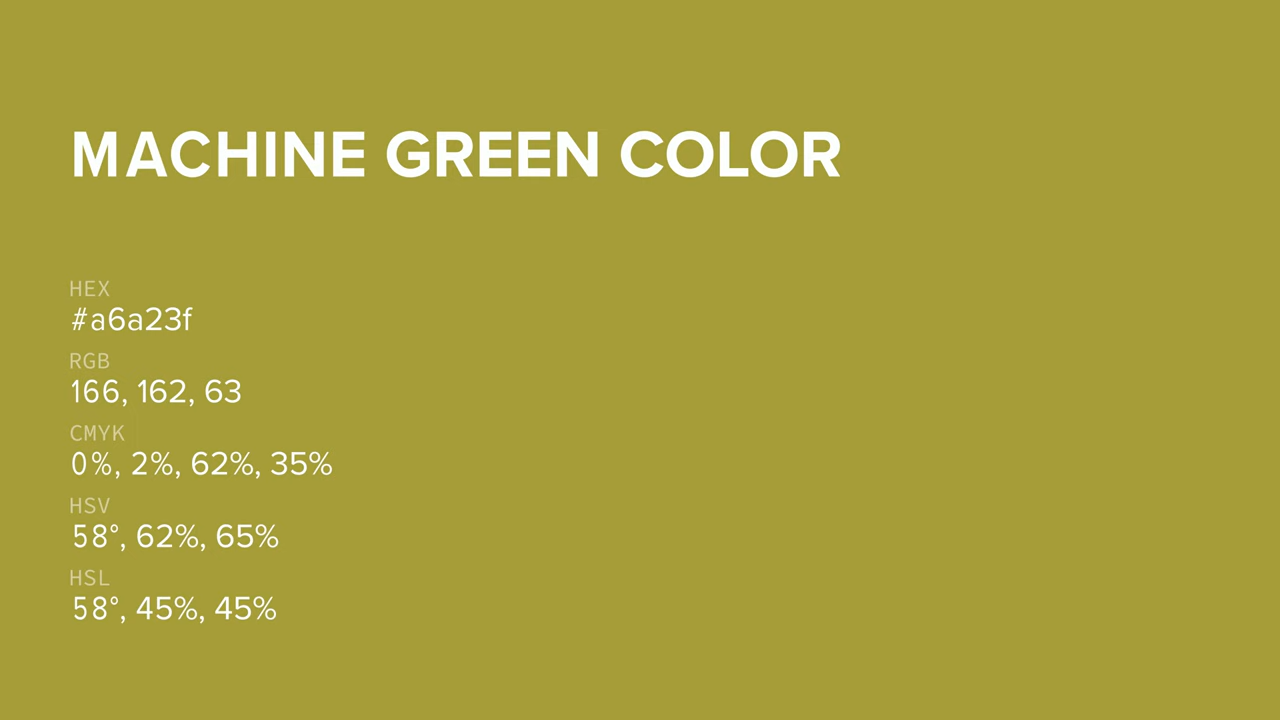 MACHINE GREEN COLOR
HEX
#a6a23f
RGB
166, 162, 63
CMYK
0%, 2%, 62%, 35%
HSV
58°, 62%, 65%
HSL
58°, 45%, 45%